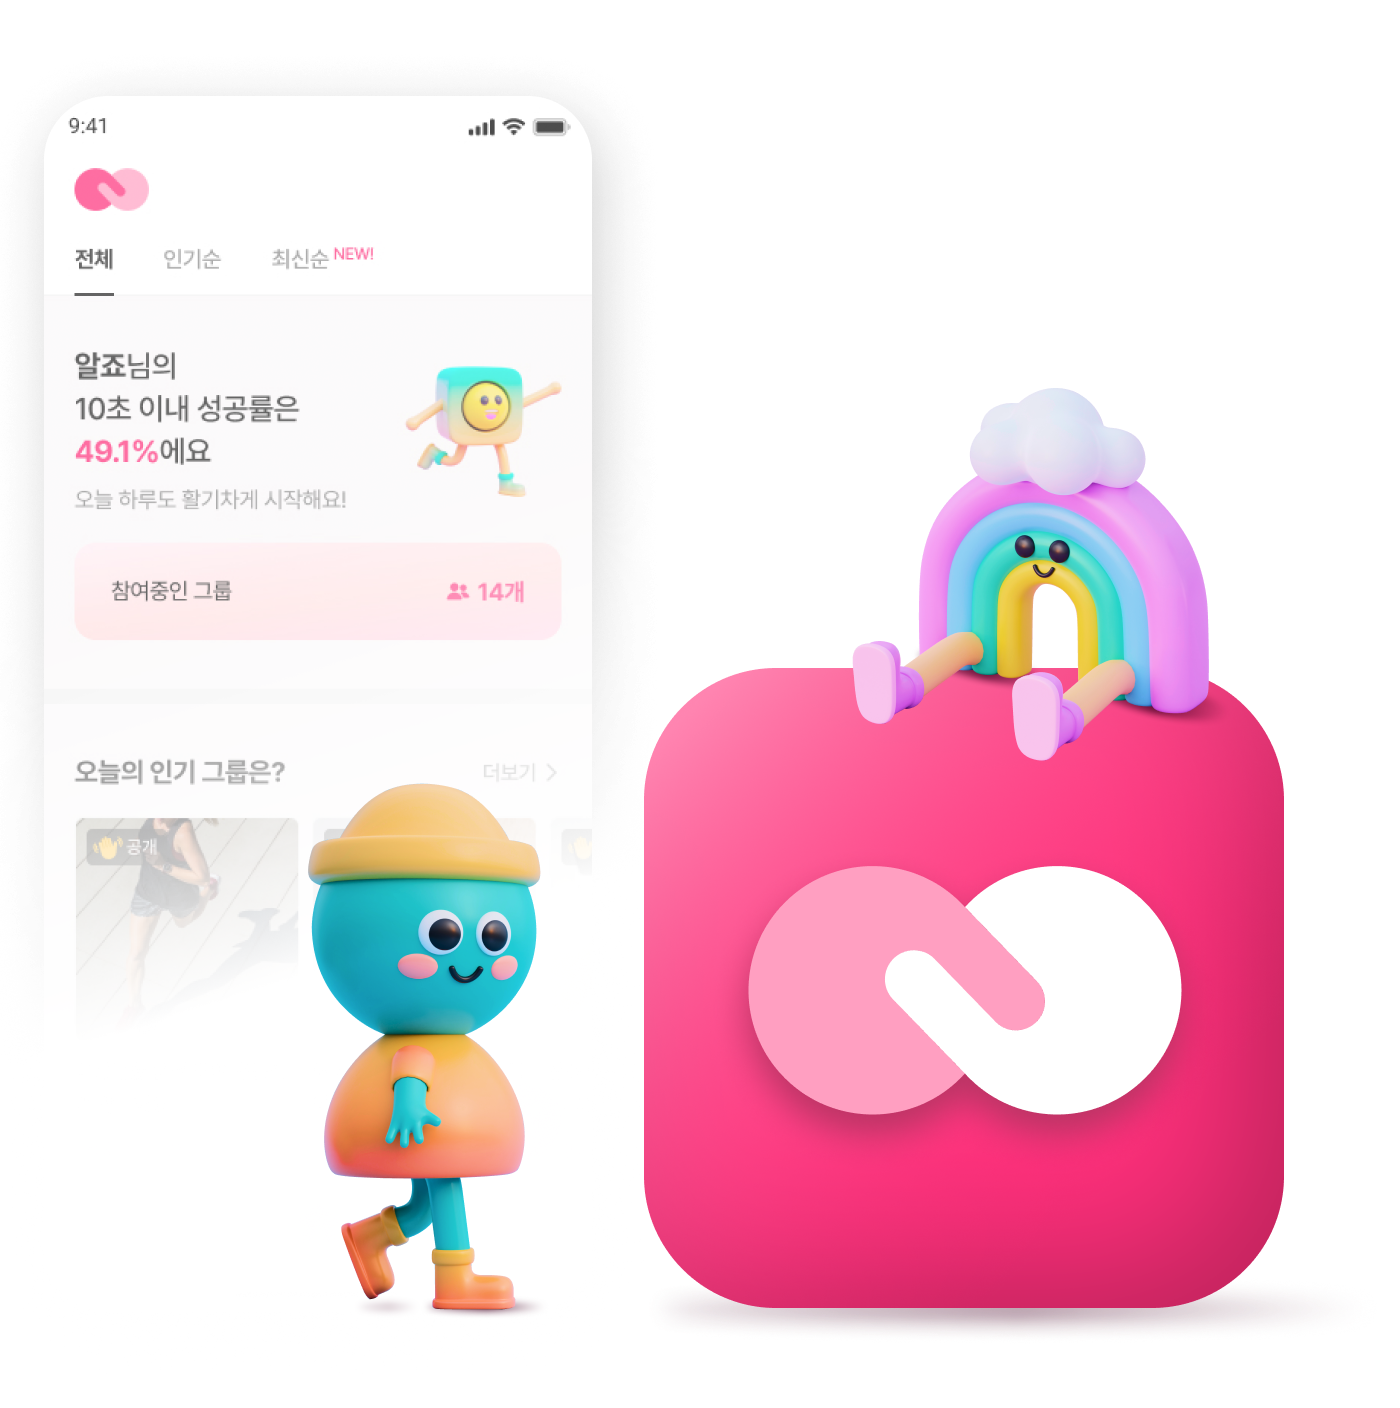 9:41
전체 인기순 최신순 NEW!
알죠님의
10초 이내 성공률은
49.1%에요
오늘 하루도 활기차게 시작해요!
참여중인 그룹 14개
오늘의 인기 그룹은? 더보기
공개